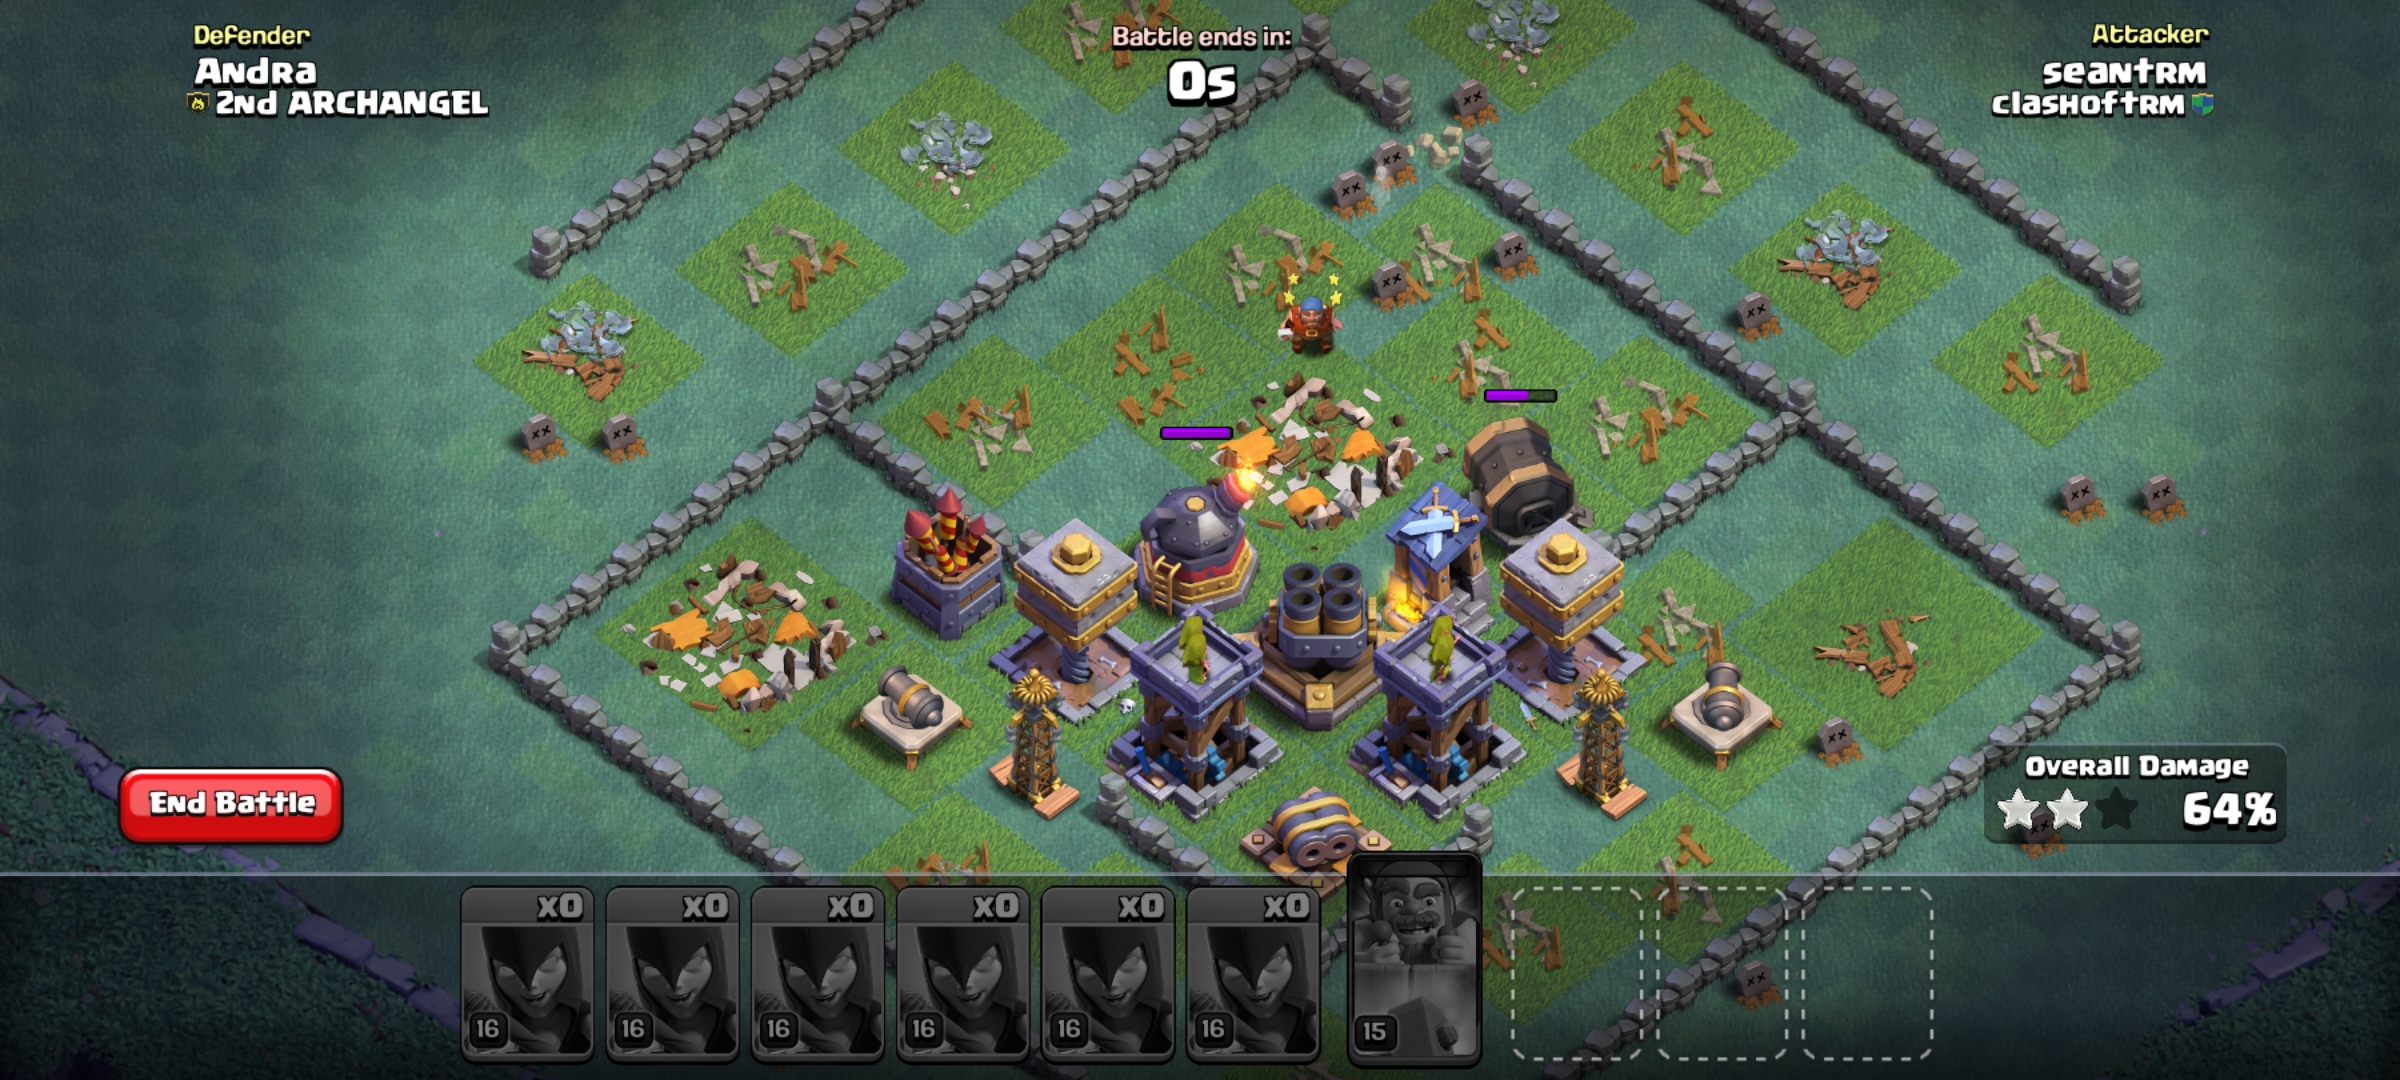 Defender
Andra
2nd ARCHANGEL
Battle ends in:
0s
Attacker
seantRM
clashoftRM
End Battle
Overall Damage
64%
x0 x0 x0 x0 x0 x0
16 16 16 16 16 16 15